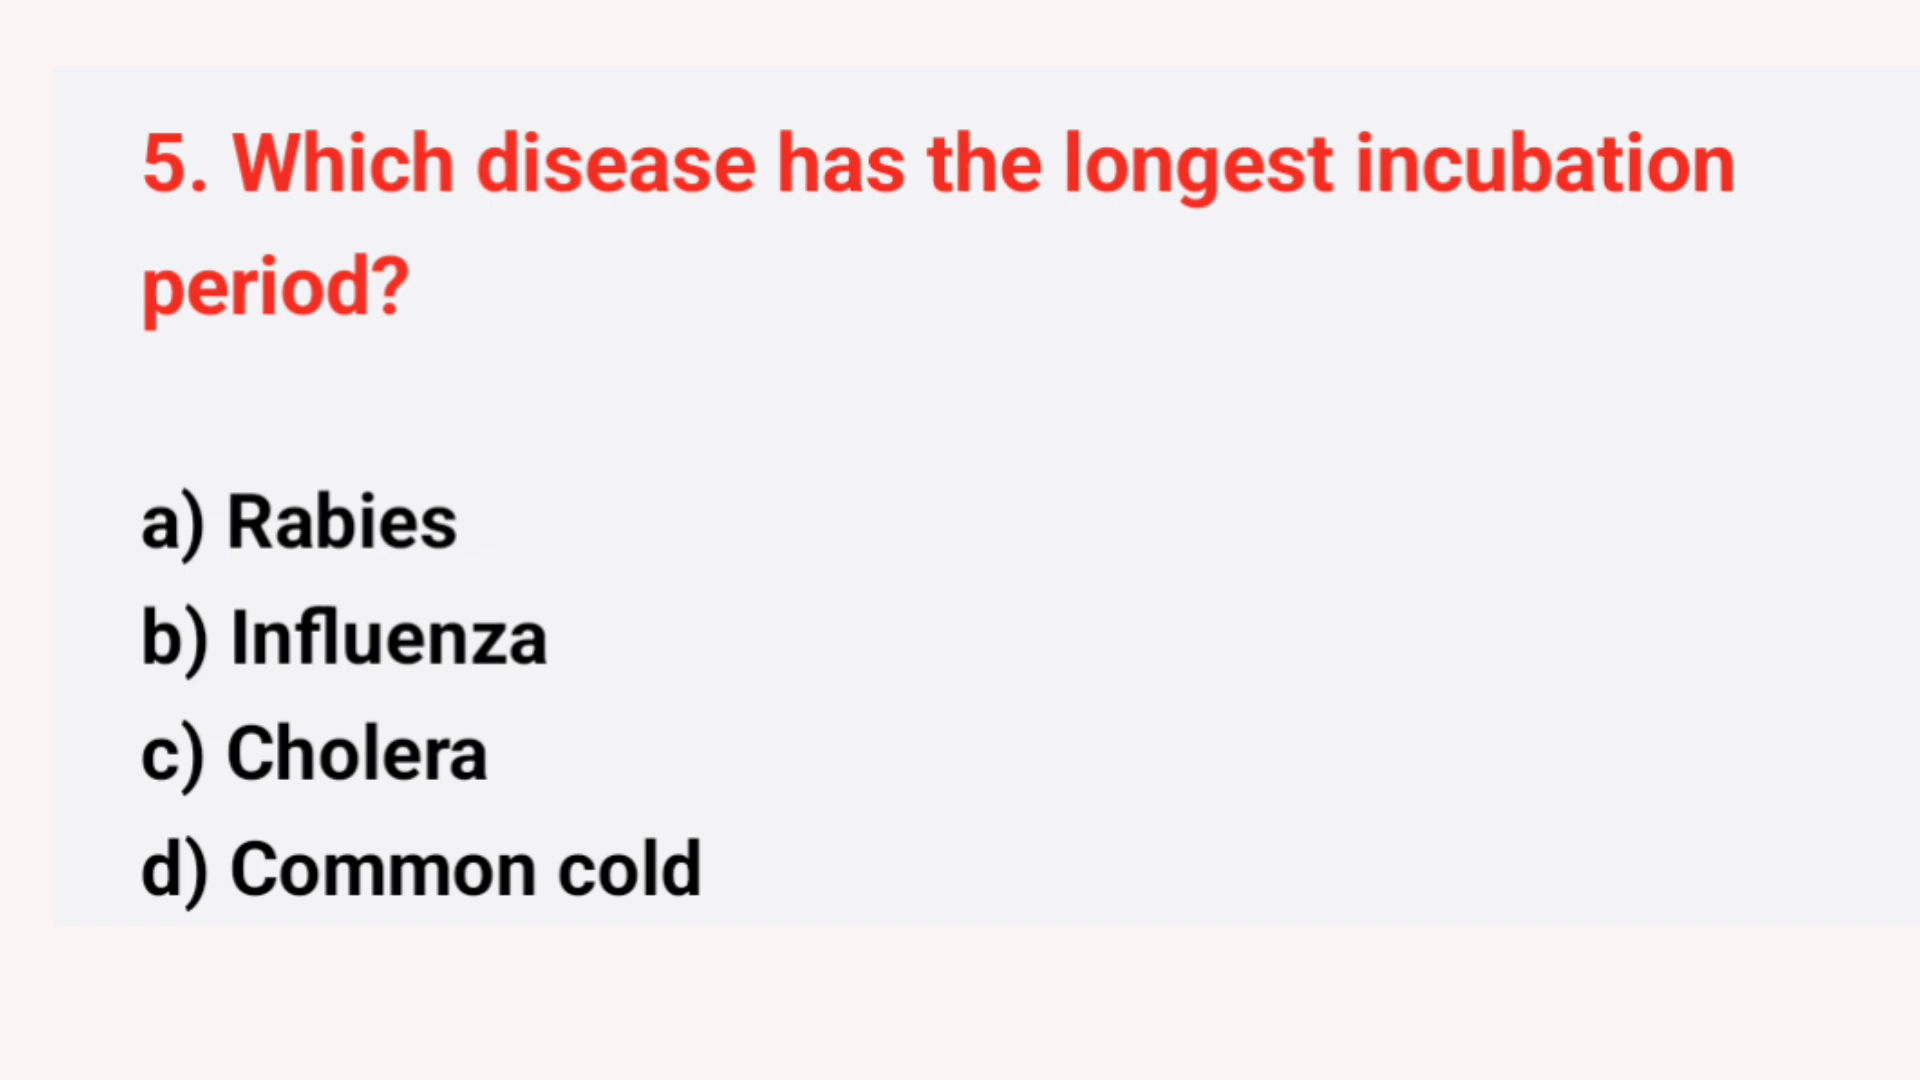 5. Which disease has the longest incubation
period?
a) Rabies
b) Influenza
c) Cholera
d) Common cold